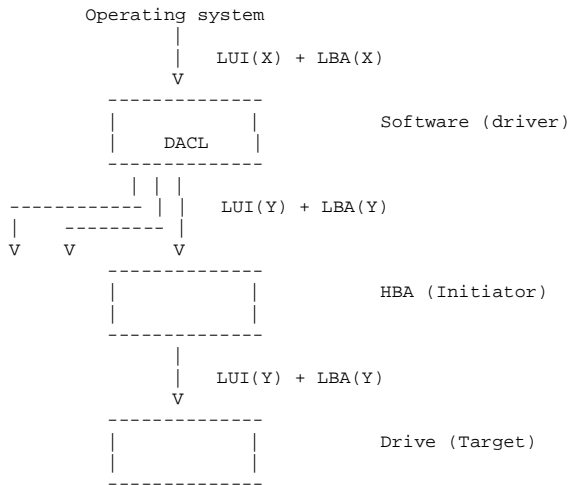 Operating system
LUI(X) + LBA(X)
V
Software (driver)
DACL
LUI(Y) + LBA(Y)
V V V
HBA (Initiator)
LUI(Y) + LBA(Y)
V
Drive (Target)